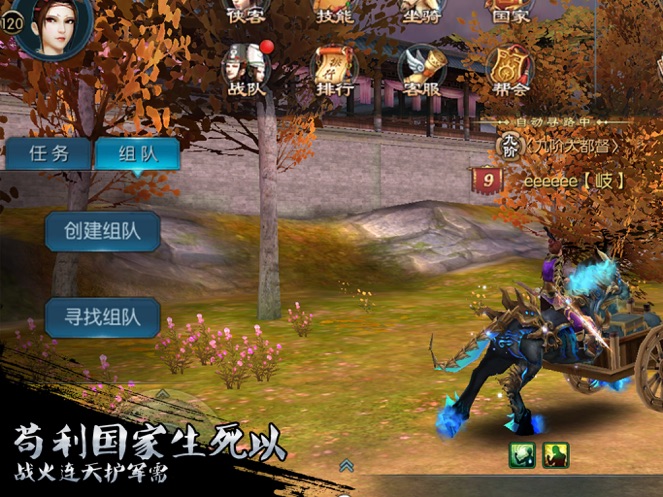 120
侠客 技能 坐骑 国家
战队 排行 客服 帮会
自动寻路中
任务 组队
九阶 《九阶大都督》
9 eeeeee【岐】
创建组队
寻找组队
苟利国家生死以
战火连天护军需